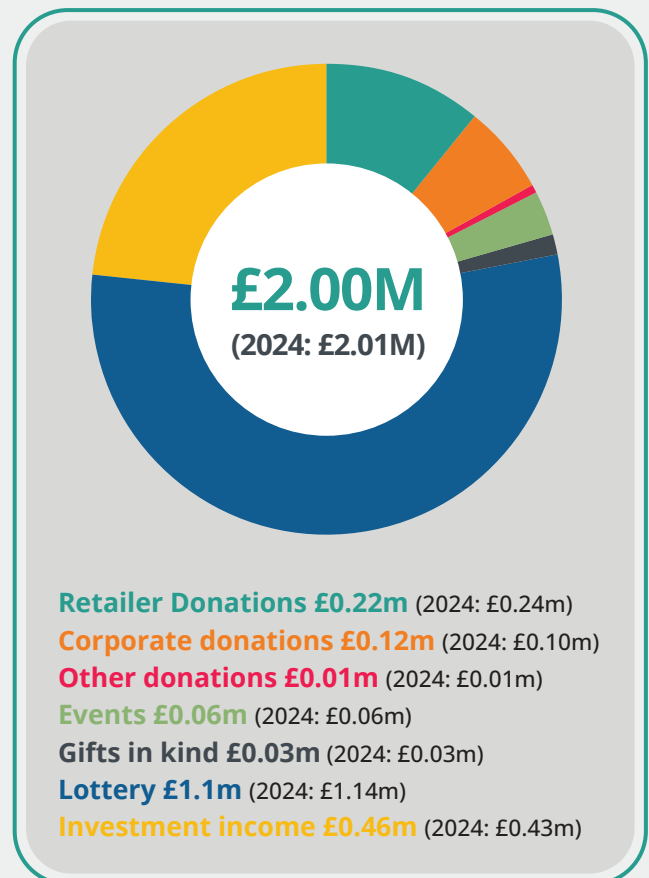 £2.00M
(2024: £2.01M)
Retailer Donations £0.22m (2024: £0.24m)
Corporate donations £0.12m (2024: £0.10m)
Other donations £0.01m (2024: £0.01m)
Events £0.06m (2024: £0.06m)
Gifts in kind £0.03m (2024: £0.03m)
Lottery £1.1m (2024: £1.14m)
Investment income £0.46m (2024: £0.43m)